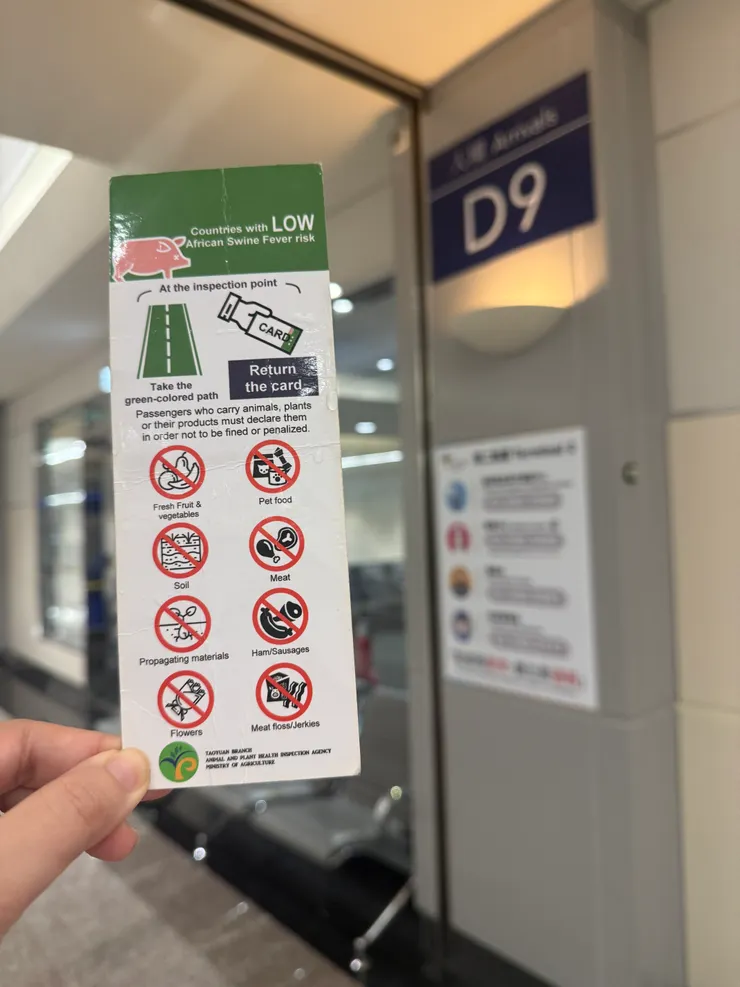 Countries with LOW
African Swine Fever risk
At the inspection point
CARD
Take the
green-colored path
Return
the card
Passengers who carry animals, plants
or their products must declare them
in order not to be fined or penalized.
Fresh Fruit &
vegetables
Pet food
Soil
Meat
Propagating materials
Ham/Sausages
Flowers
Meat floss/Jerkies
TAOYUAN BRANCH
ANIMAL AND PLANT HEALTH INSPECTION AGENCY
MINISTRY OF AGRICULTURE
入境 Arrivals
D9